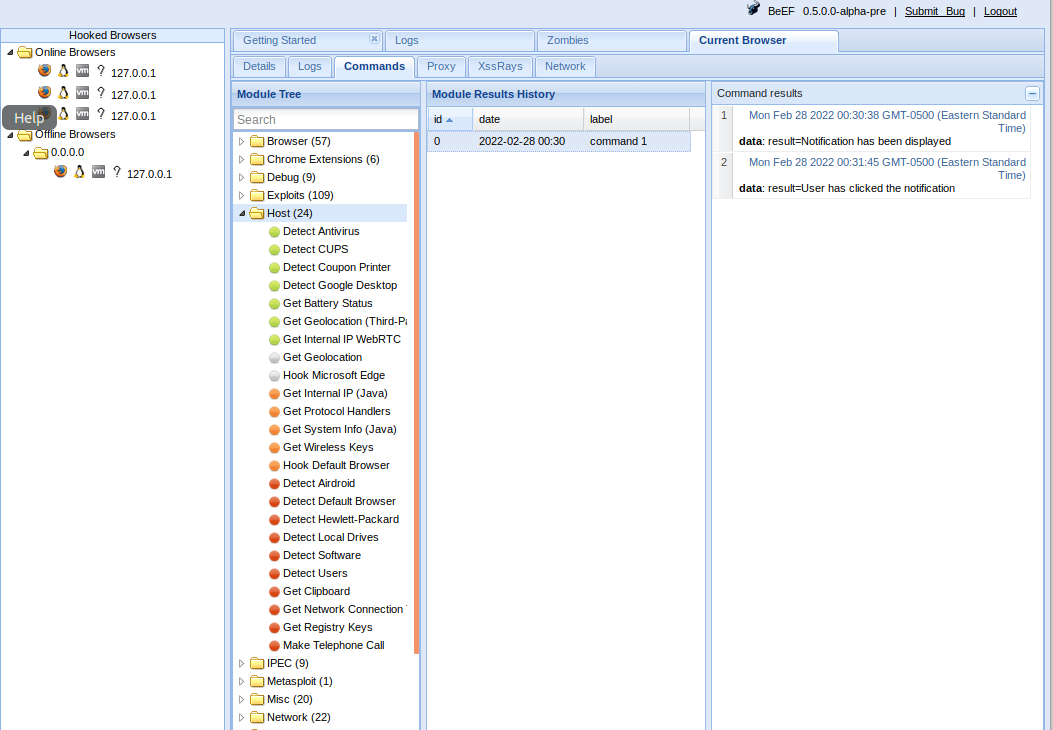 BeEF 0.5.0.0-alpha-pre | Submit Bug | Logout
Hooked Browsers
Online Browsers
? 127.0.0.1
? 127.0.0.1
? 127.0.0.1
Help
Offline Browsers
0.0.0.0
? 127.0.0.1
Getting Started
Logs
Zombies
Current Browser
Details
Logs
Commands
Proxy
XssRays
Network
Module Tree
Search
Browser (57)
Chrome Extensions (6)
Debug (9)
Exploits (109)
Host (24)
Detect Antivirus
Detect CUPS
Detect Coupon Printer
Detect Google Desktop
Get Battery Status
Get Geolocation (Third-Pa
Get Internal IP WebRTC
Get Geolocation
Hook Microsoft Edge
Get Internal IP (Java)
Get Protocol Handlers
Get System Info (Java)
Get Wireless Keys
Hook Default Browser
Detect Airdroid
Detect Default Browser
Detect Hewlett-Packard
Detect Local Drives
Detect Software
Detect Users
Get Clipboard
Get Network Connection
Get Registry Keys
Make Telephone Call
IPEC (9)
Metasploit (1)
Misc (20)
Network (22)
Module Results History
id date label
0 2022-02-28 00:30 command 1
Command results
1 Mon Feb 28 2022 00:30:38 GMT-0500 (Eastern Standard
Time)
data: result=Notification has been displayed
2 Mon Feb 28 2022 00:31:45 GMT-0500 (Eastern Standard
Time)
data: result=User has clicked the notification